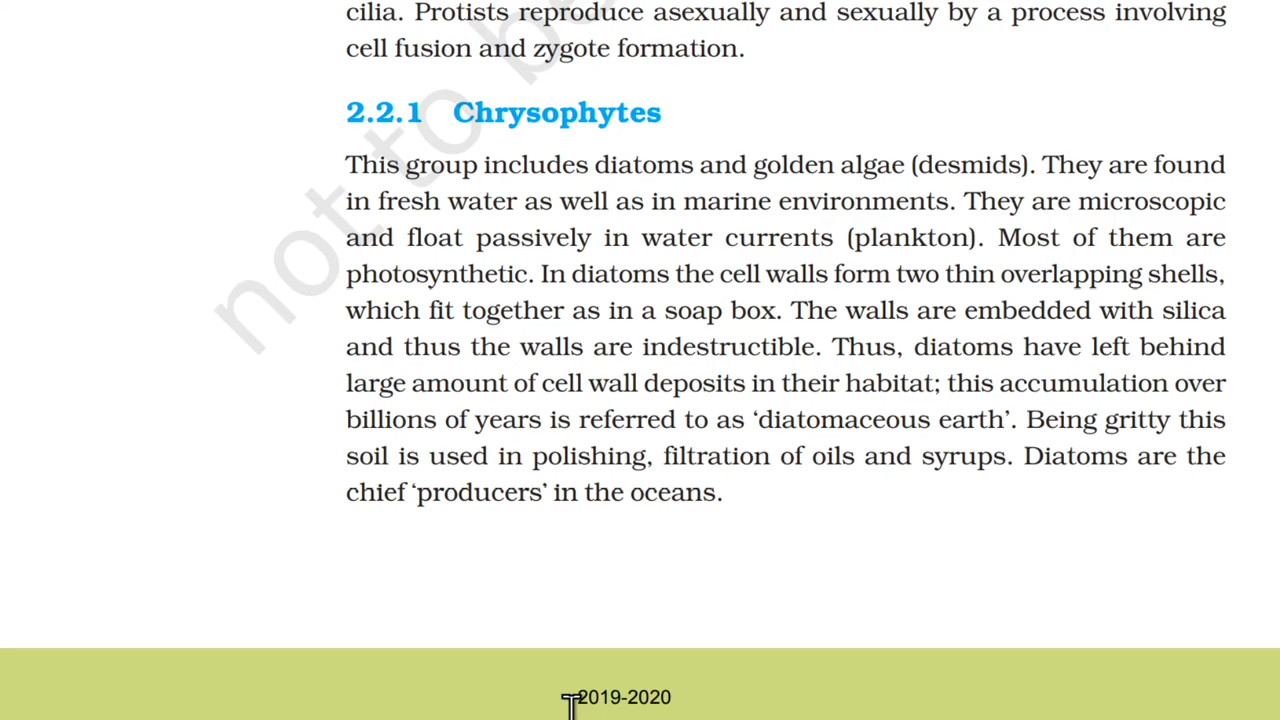 cilia. Protists reproduce asexually and sexually by a process involving
cell fusion and zygote formation.
2.2.1 Chrysophytes
This group includes diatoms and golden algae (desmids). They are found
in fresh water as well as in marine environments. They are microscopic
and float passively in water currents (plankton). Most of them are
photosynthetic. In diatoms the cell walls form two thin overlapping shells,
which fit together as in a soap box. The walls are embedded with silica
and thus the walls are indestructible. Thus, diatoms have left behind
large amount of cell wall deposits in their habitat; this accumulation over
billions of years is referred to as ‘diatomaceous earth’. Being gritty this
soil is used in polishing, filtration of oils and syrups. Diatoms are the
chief ‘producers’ in the oceans.
not to be
2019-2020